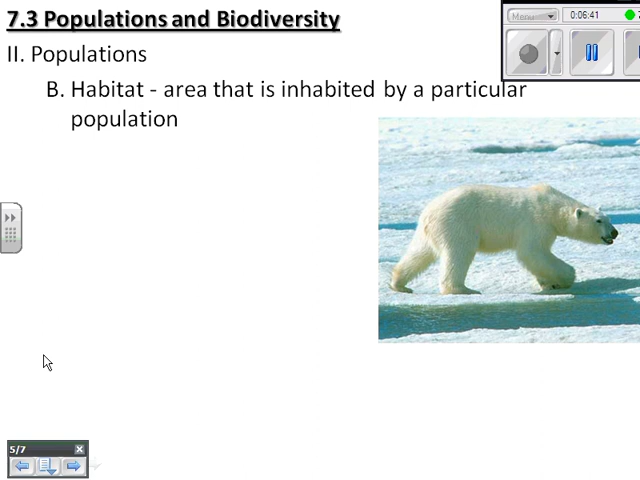 7.3 Populations and Biodiversity
Menu
0:06:41
II. Populations
B. Habitat - area that is inhabited by a particular
population
5/7